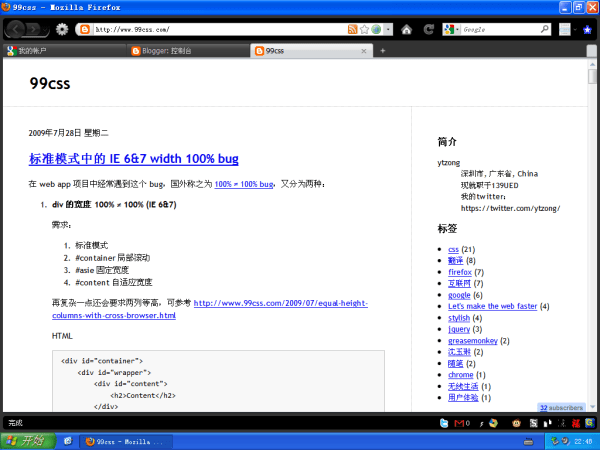 99css - Mozilla Firefox
http://www.99css.com/
Google
我的帐户
Blogger: 控制台
99css
99css
2009年7月28日 星期二
标准模式中的 IE 6&7 width 100% bug
在 web app 项目中经常遇到这个 bug，国外称之为 100% ≠ 100% bug，又分为两种：
1. div 的宽度 100% ≠ 100% (IE 6&7)
需求：
1. 标准模式
2. #container 局部滚动
3. #asie 固定宽度
4. #content 自适应宽度
再复杂一点还会要求两列等高，可参考 http://www.99css.com/2009/07/equal-height-
columns-with-cross-browser.html
HTML
<div id="container">
<div id="wrapper">
<div id="content">
<h2>Content</h2>
</div>
简介
ytzong
深圳市, 广东省, China
现就职于139UED
我的twitter:
https://twitter.com/ytzong/
标签
css (21)
翻译 (8)
firefox (7)
互联网 (7)
google (6)
Let's make the web faster (4)
stylish (4)
jquery (3)
greasemonkey (2)
沈玉琳 (2)
随笔 (2)
chrome (1)
无线生活 (1)
用户体验 (1)
32 subscribers
完成
0
开始
99css - Mozilla ...
22:48